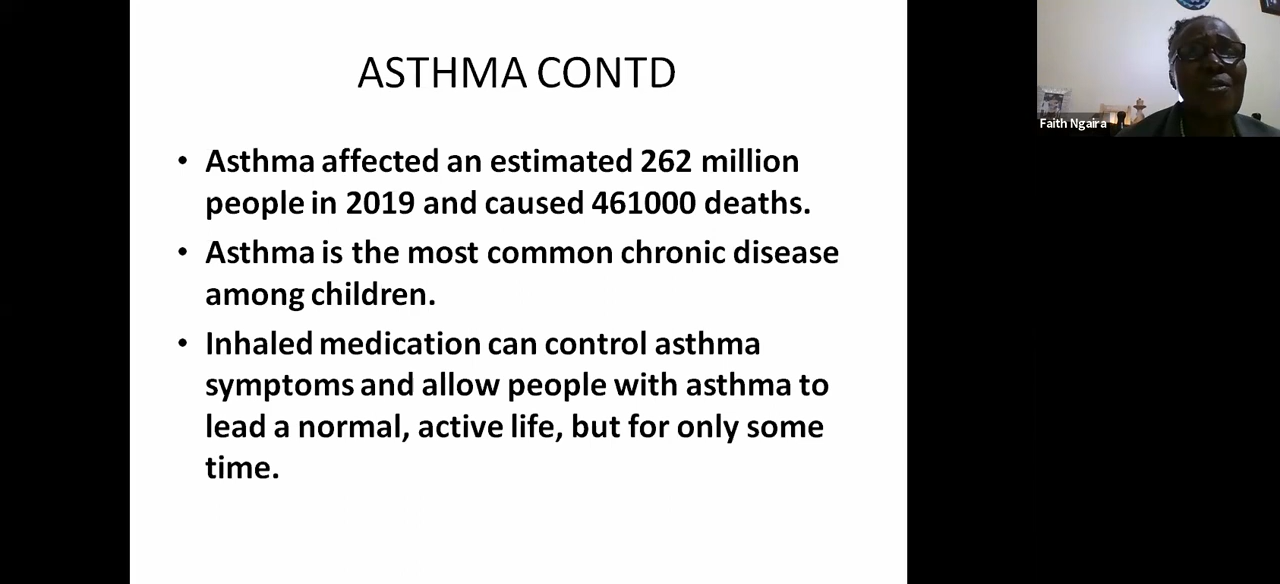 ASTHMA CONTD
• Asthma affected an estimated 262 million
people in 2019 and caused 461000 deaths.
• Asthma is the most common chronic disease
among children.
• Inhaled medication can control asthma
symptoms and allow people with asthma to
lead a normal, active life, but for only some
time.
Faith Ngaira